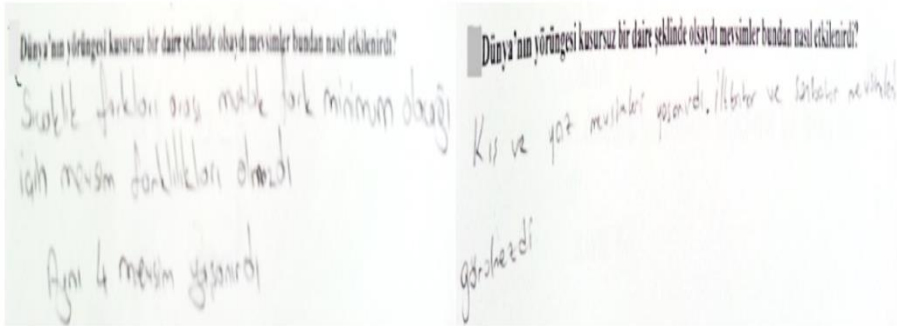 Dünya'nın yörüngesi kusursuz bir daire şeklinde olsaydı mevsimler bundan nasıl etkilenirdi?
Sıcaklık farkları arası fark minimum olacağı
için mevsim farklılıkları olmazdı
Aynı 4 mevsim yaşanırdı
Dünya'nın yörüngesi kusursuz bir daire şeklinde olsaydı mevsimler bundan nasıl etkilenirdi?
Kış ve yaz mevsimleri yaşanırdı. İlkbahar ve sonbahar mevsimleri
görülmezdi